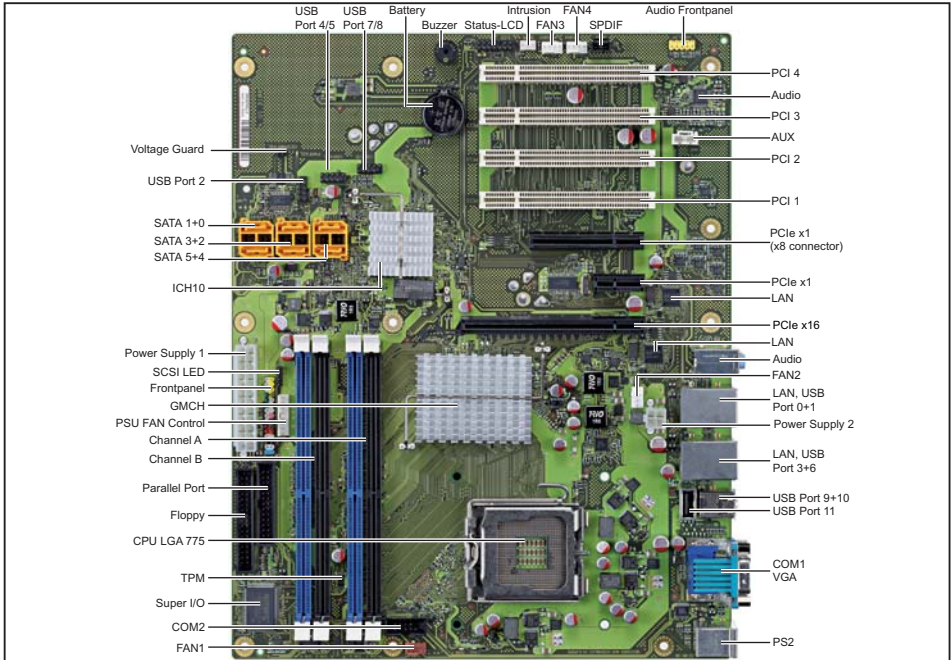 USB
Port 4/5
USB
Port 7/8
Battery
Buzzer
Status-LCD
Intrusion
FAN3
FAN4
SPDIF
Audio Frontpanel
PCI 4
Audio
PCI 3
AUX
PCI 2
PCI 1
PCIe x1
(x8 connector)
PCIe x1
LAN
PCIe x16
LAN
Audio
FAN2
LAN, USB
Port 0+1
Power Supply 2
LAN, USB
Port 3+6
USB Port 9+10
USB Port 11
COM1
VGA
PS2
Voltage Guard
USB Port 2
SATA 1+0
SATA 3+2
SATA 5+4
ICH10
Power Supply 1
SCSI LED
Frontpanel
GMCH
PSU FAN Control
Channel A
Channel B
Parallel Port
Floppy
CPU LGA 775
TPM
Super I/O
COM2
FAN1